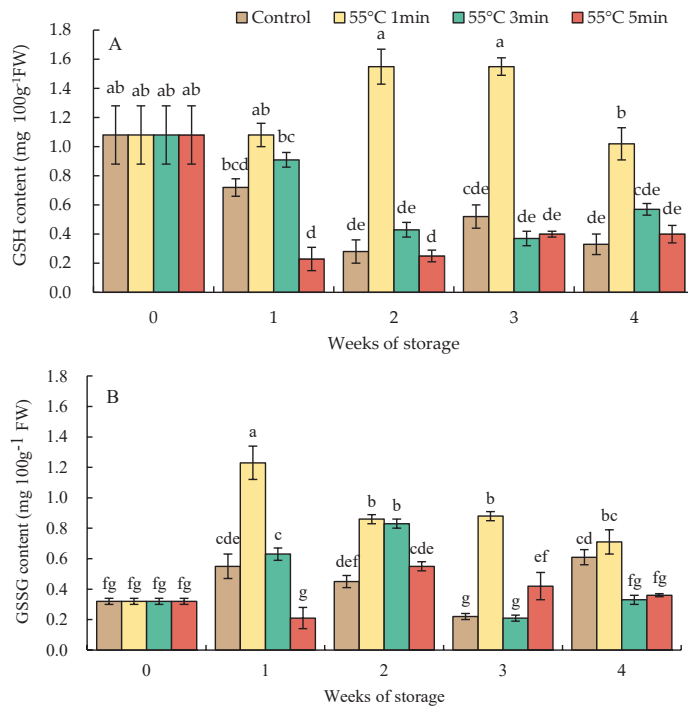 Control 55°C 1min 55°C 3min 55°C 5min
A
GSH content (mg 100g-1FW)
1.8
1.6
1.4
1.2
1.0
0.8
0.6
0.4
0.2
0.0
ab ab ab ab
bcd ab bc d
de a de d
cde a de de
de b cde de
0 1 2 3 4
Weeks of storage
B
GSSG content (mg 100g-1 FW)
1.8
1.6
1.4
1.2
1.0
0.8
0.6
0.4
0.2
0.0
fg fg fg fg
cde a c g
def b b cde
g b g ef
cd bc fg fg
0 1 2 3 4
Weeks of storage